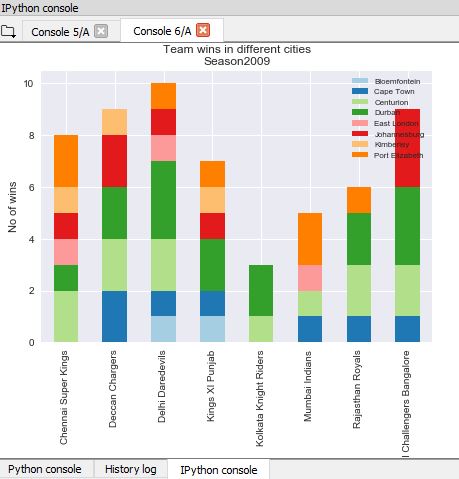 IPython console
Console 5/A
Console 6/A
Team wins in different cities
Season2009
No of wins
10
8
6
4
2
0
Bloemfontein
Cape Town
Centurion
Durban
East London
Johannesburg
Kimberley
Port Elizabeth
Chennai Super Kings
Deccan Chargers
Delhi Daredevils
Kings XI Punjab
Kolkata Knight Riders
Mumbai Indians
Rajasthan Royals
l Challengers Bangalore
Python console
History log
IPython console